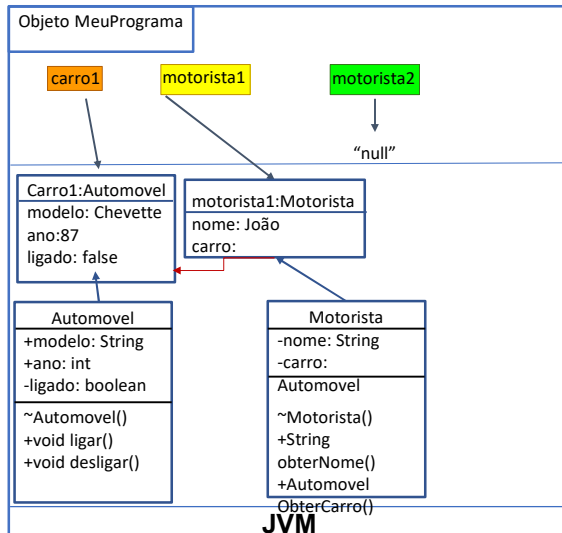 Objeto MeuPrograma
carro1
motorista1
motorista2
“null”
Carro1:Automovel
modelo: Chevette
ano:87
ligado: false
motorista1:Motorista
nome: João
carro:
Automovel
+modelo: String
+ano: int
-ligado: boolean
~Automovel()
+void ligar()
+void desligar()
Motorista
-nome: String
-carro:
Automovel
~Motorista()
+String
obterNome()
+Automovel
ObterCarro()
JVM